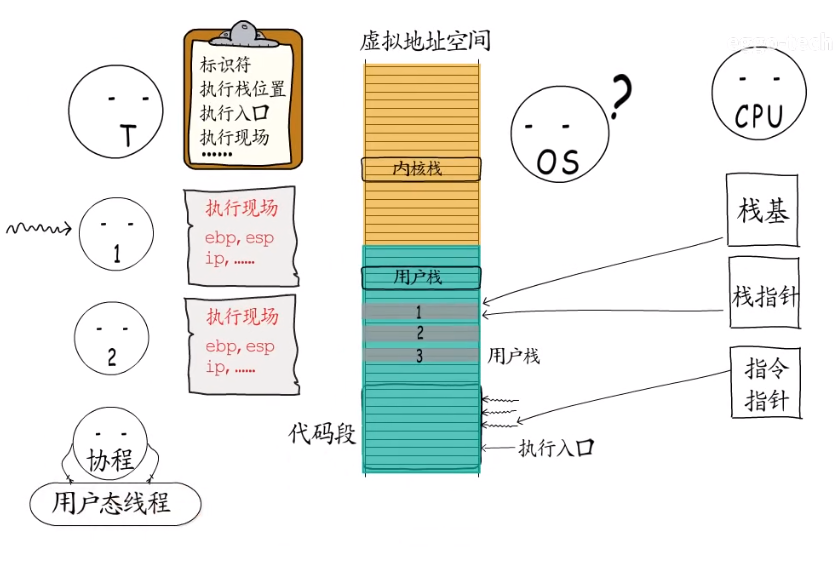 虚拟地址空间
标识符
执行栈位置
执行入口
执行现场
......
T
OS
?
CPU
内核栈
执行现场
ebp, esp
ip, ......
1
栈基
用户栈
1
2
3
用户栈
栈指针
执行现场
ebp, esp
ip, ......
2
指令
指针
代码段
执行入口
协程
用户态线程